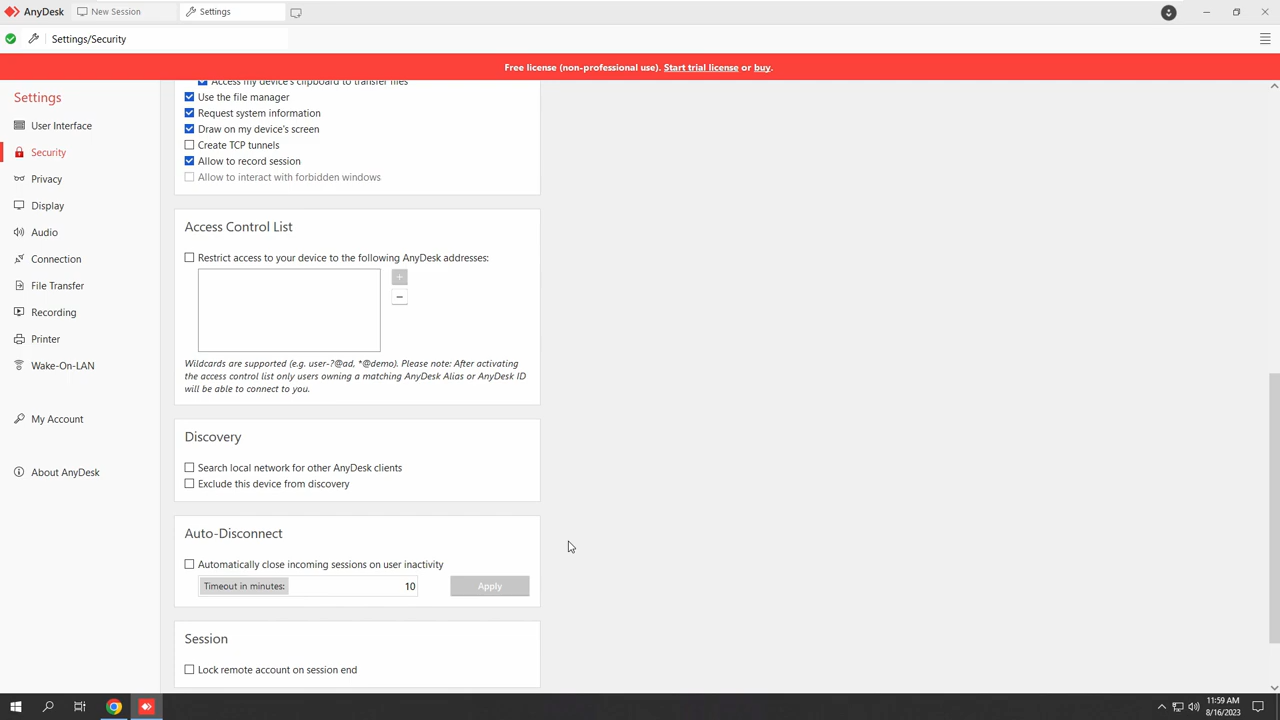 AnyDesk
New Session
Settings
Settings/Security
Free license (non-professional use). Start trial license or buy.
Settings
User Interface
Security
Privacy
Display
Audio
Connection
File Transfer
Recording
Printer
Wake-On-LAN
My Account
About AnyDesk
Access my device's clipboard to transfer files
Use the file manager
Request system information
Draw on my device's screen
Create TCP tunnels
Allow to record session
Allow to interact with forbidden windows
Access Control List
Restrict access to your device to the following AnyDesk addresses:
+
−
Wildcards are supported (e.g. user-?@ad, *@demo). Please note: After activating
the access control list only users owning a matching AnyDesk Alias or AnyDesk ID
will be able to connect to you.
Discovery
Search local network for other AnyDesk clients
Exclude this device from discovery
Auto-Disconnect
Automatically close incoming sessions on user inactivity
Timeout in minutes: 10
Apply
Session
Lock remote account on session end
11:59 AM
8/16/2023